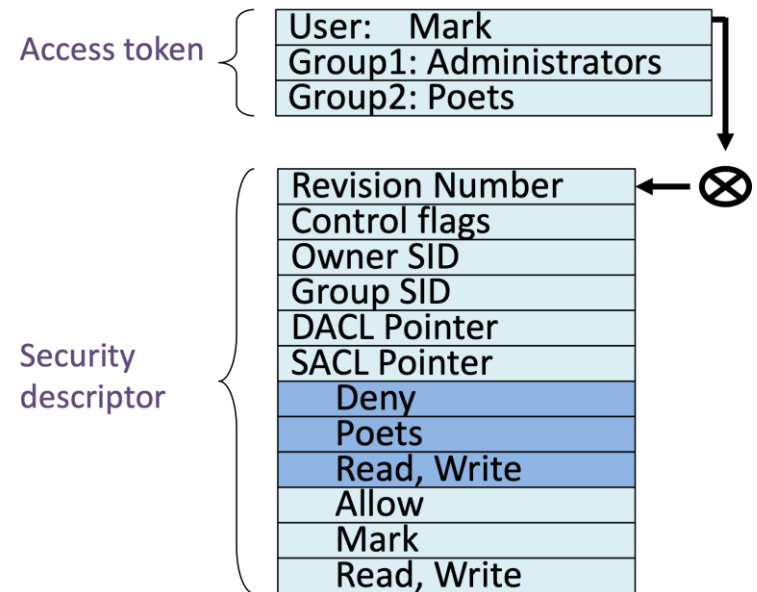 Access token
User: Mark
Group1: Administrators
Group2: Poets
Security
descriptor
Revision Number
Control flags
Owner SID
Group SID
DACL Pointer
SACL Pointer
Deny
Poets
Read, Write
Allow
Mark
Read, Write